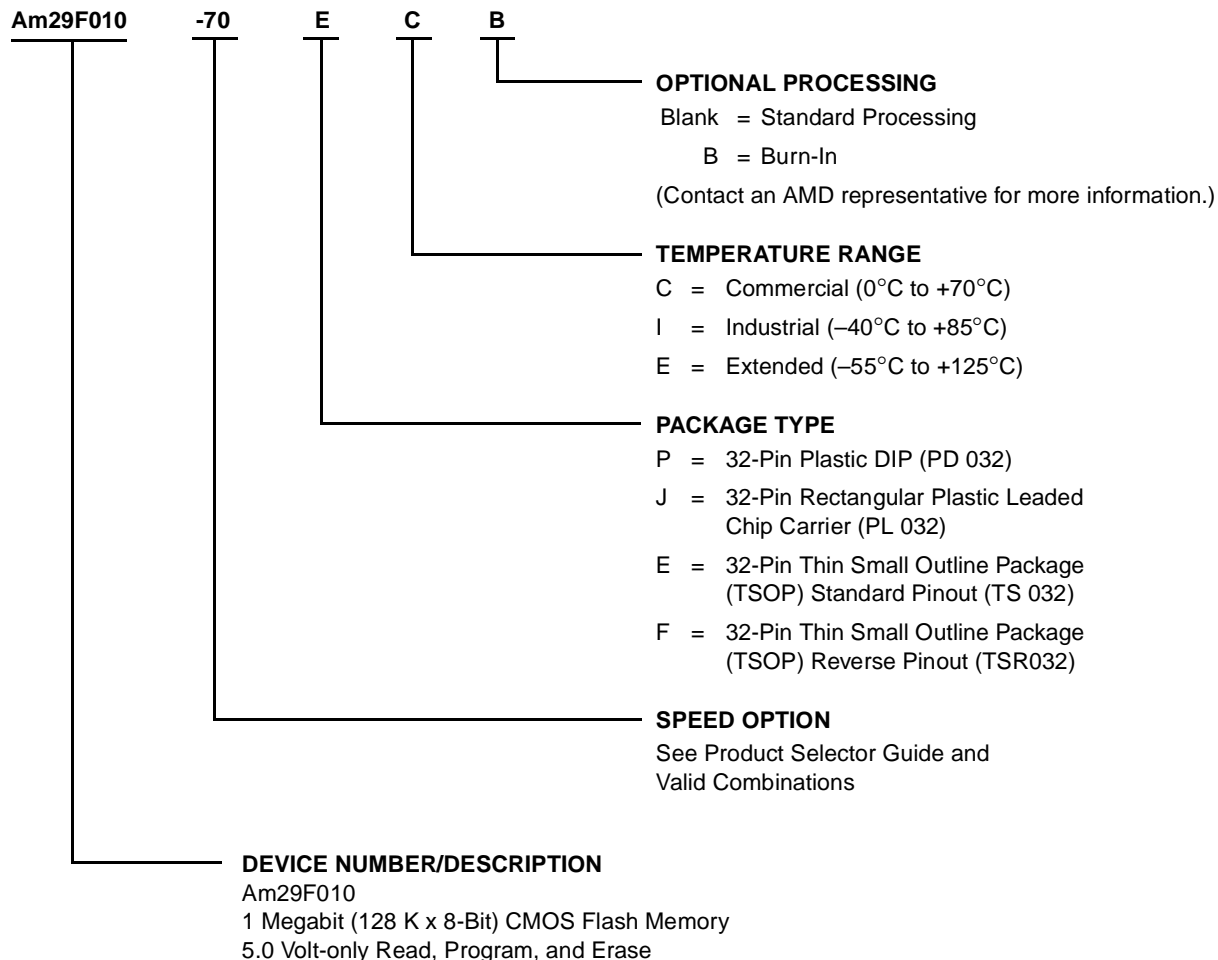 Am29F010 -70 E C B
OPTIONAL PROCESSING
Blank = Standard Processing
B = Burn-In
(Contact an AMD representative for more information.)
TEMPERATURE RANGE
C = Commercial (0°C to +70°C)
I = Industrial (–40°C to +85°C)
E = Extended (–55°C to +125°C)
PACKAGE TYPE
P = 32-Pin Plastic DIP (PD 032)
J = 32-Pin Rectangular Plastic Leaded
Chip Carrier (PL 032)
E = 32-Pin Thin Small Outline Package
(TSOP) Standard Pinout (TS 032)
F = 32-Pin Thin Small Outline Package
(TSOP) Reverse Pinout (TSR032)
SPEED OPTION
See Product Selector Guide and
Valid Combinations
DEVICE NUMBER/DESCRIPTION
Am29F010
1 Megabit (128 K x 8-Bit) CMOS Flash Memory
5.0 Volt-only Read, Program, and Erase